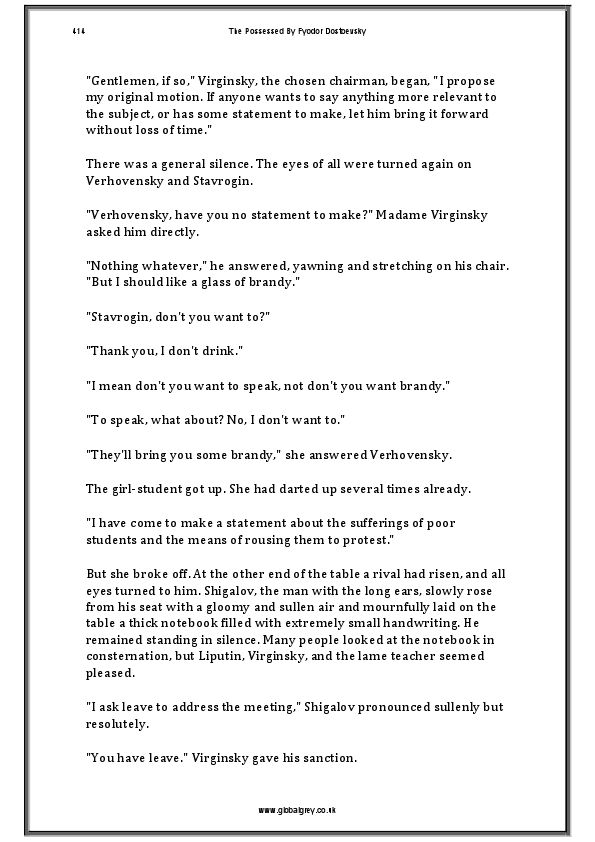 414
The Possessed By Fyodor Dostoevsky
"Gentlemen, if so," Virginsky, the chosen chairman, began, "I propose
my original motion. If anyone wants to say anything more relevant to
the subject, or has some statement to make, let him bring it forward
without loss of time."
There was a general silence. The eyes of all were turned again on
Verhovensky and Stavrogin.
"Verhovensky, have you no statement to make?" Madame Virginsky
asked him directly.
"Nothing whatever," he answered, yawning and stretching on his chair.
"But I should like a glass of brandy."
"Stavrogin, don't you want to?"
"Thank you, I don't drink."
"I mean don't you want to speak, not don't you want brandy."
"To speak, what about? No, I don't want to."
"They'll bring you some brandy," she answered Verhovensky.
The girl-student got up. She had darted up several times already.
"I have come to make a statement about the sufferings of poor
students and the means of rousing them to protest."
But she broke off. At the other end of the table a rival had risen, and all
eyes turned to him. Shigalov, the man with the long ears, slowly rose
from his seat with a gloomy and sullen air and mournfully laid on the
table a thick notebook filled with extremely small handwriting. He
remained standing in silence. Many people looked at the notebook in
consternation, but Liputin, Virginsky, and the lame teacher seemed
pleased.
"I ask leave to address the meeting," Shigalov pronounced sullenly but
resolutely.
"You have leave." Virginsky gave his sanction.
www.globalgrey.co.uk